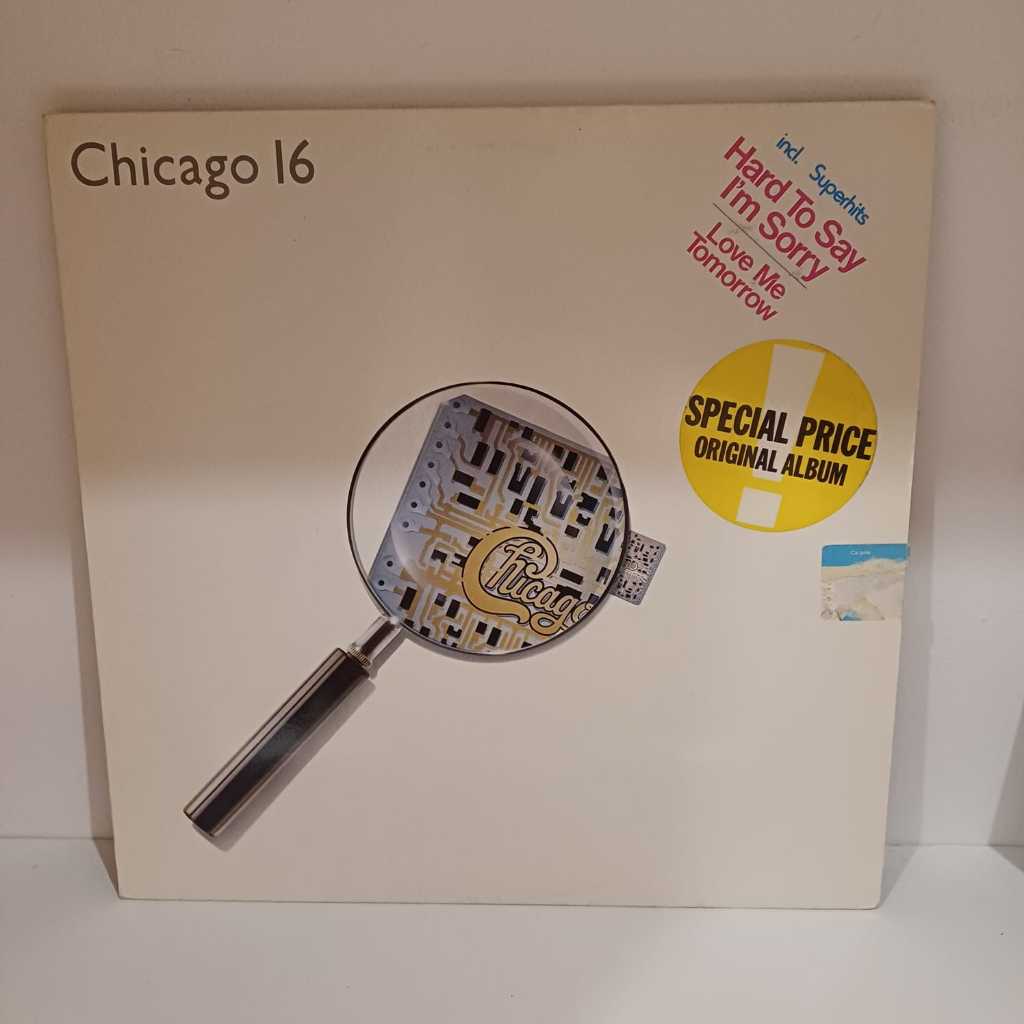 Chicago 16
incl. Superhits
Hard To Say
I'm Sorry
Love Me
Tomorrow
SPECIAL PRICE
ORIGINAL ALBUM
Chicago